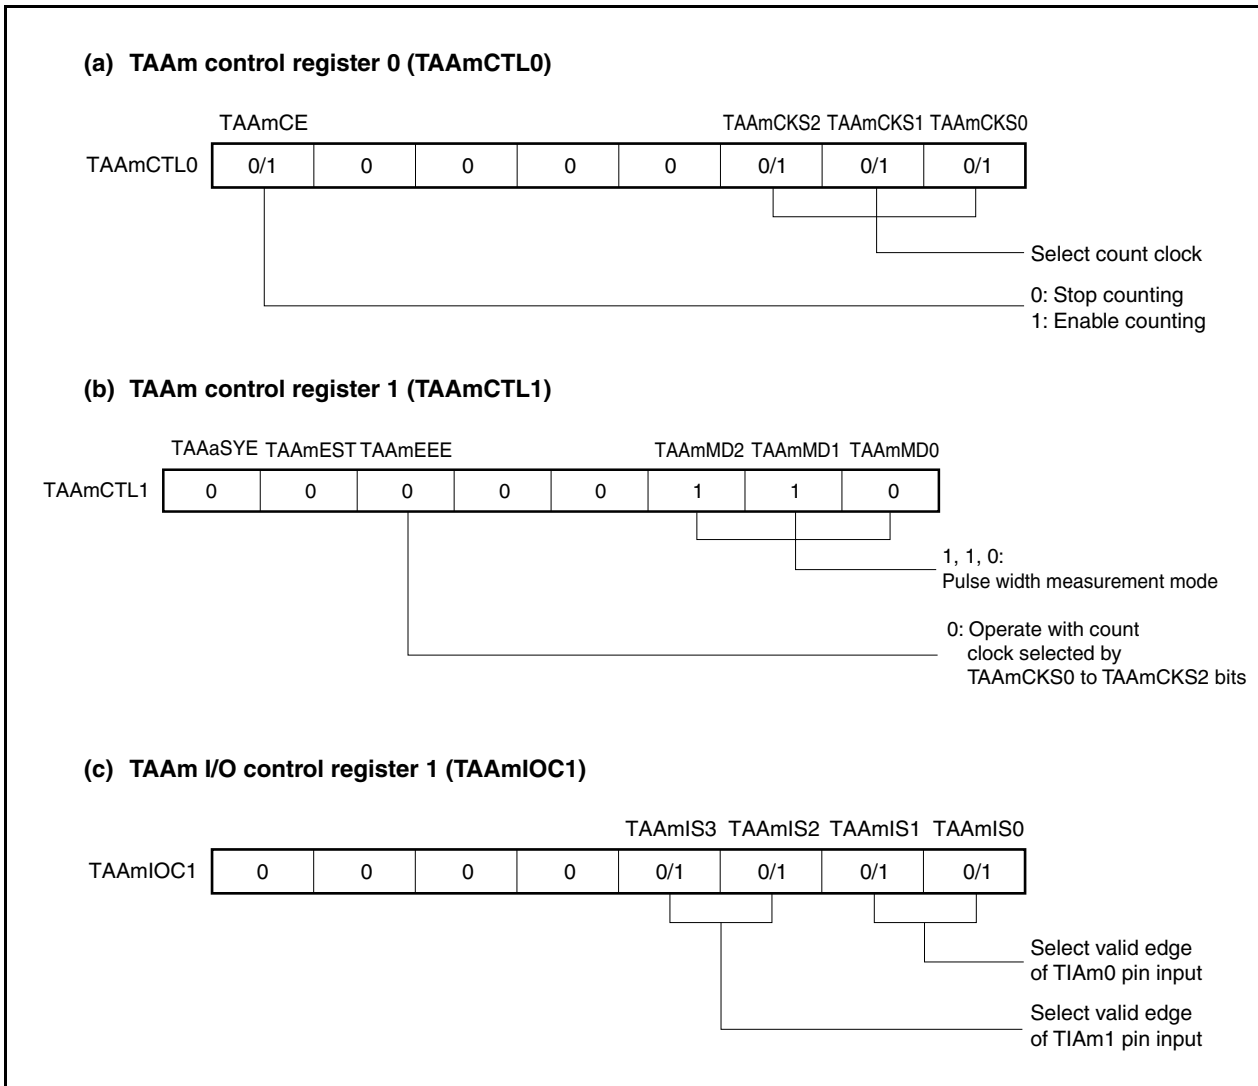 (a) TAAm control register 0 (TAAmCTL0)
TAAmCE TAAmCKS2 TAAmCKS1 TAAmCKS0
TAAmCTL0 0/1 0 0 0 0 0/1 0/1 0/1
Select count clock
0: Stop counting
1: Enable counting
(b) TAAm control register 1 (TAAmCTL1)
TAAaSYE TAAmEST TAAmEEE TAAmMD2 TAAmMD1 TAAmMD0
TAAmCTL1 0 0 0 0 0 1 1 0
1, 1, 0:
Pulse width measurement mode
0: Operate with count
clock selected by
TAAmCKS0 to TAAmCKS2 bits
(c) TAAm I/O control register 1 (TAAmIOC1)
TAAmIS3 TAAmIS2 TAAmIS1 TAAmIS0
TAAmIOC1 0 0 0 0 0/1 0/1 0/1 0/1
Select valid edge
of TIAm0 pin input
Select valid edge
of TIAm1 pin input